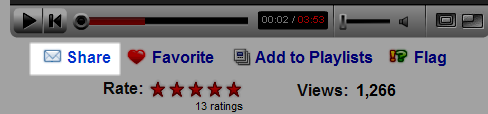 00:02 / 03:53
Share Favorite Add to Playlists Flag
Rate: Views: 1,266
13 ratings